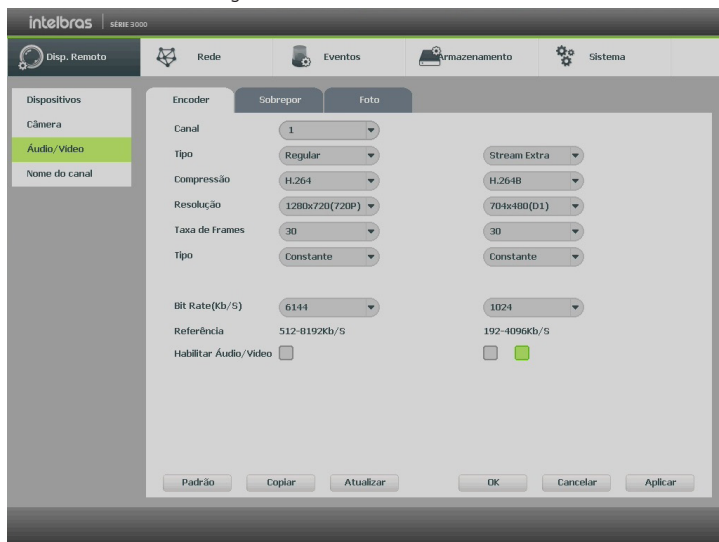 intelbras SÉRIE 3000
Disp. Remoto Rede Eventos Armazenamento Sistema
Dispositivos
Câmera
Áudio/Vídeo
Nome do canal
Encoder Sobrepor Foto
Canal 1
Tipo Regular Stream Extra
Compressão H.264 H.264B
Resolução 1280x720(720P) 704x480(D1)
Taxa de Frames 30 30
Tipo Constante Constante
Bit Rate(Kb/S) 6144 1024
Referência 512-8192Kb/S 192-4096Kb/S
Habilitar Áudio/Vídeo
Padrão Copiar Atualizar OK Cancelar Aplicar